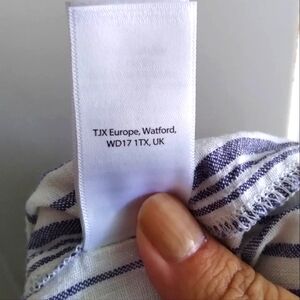 TJX Europe, Watford,
WD17 1TX, UK